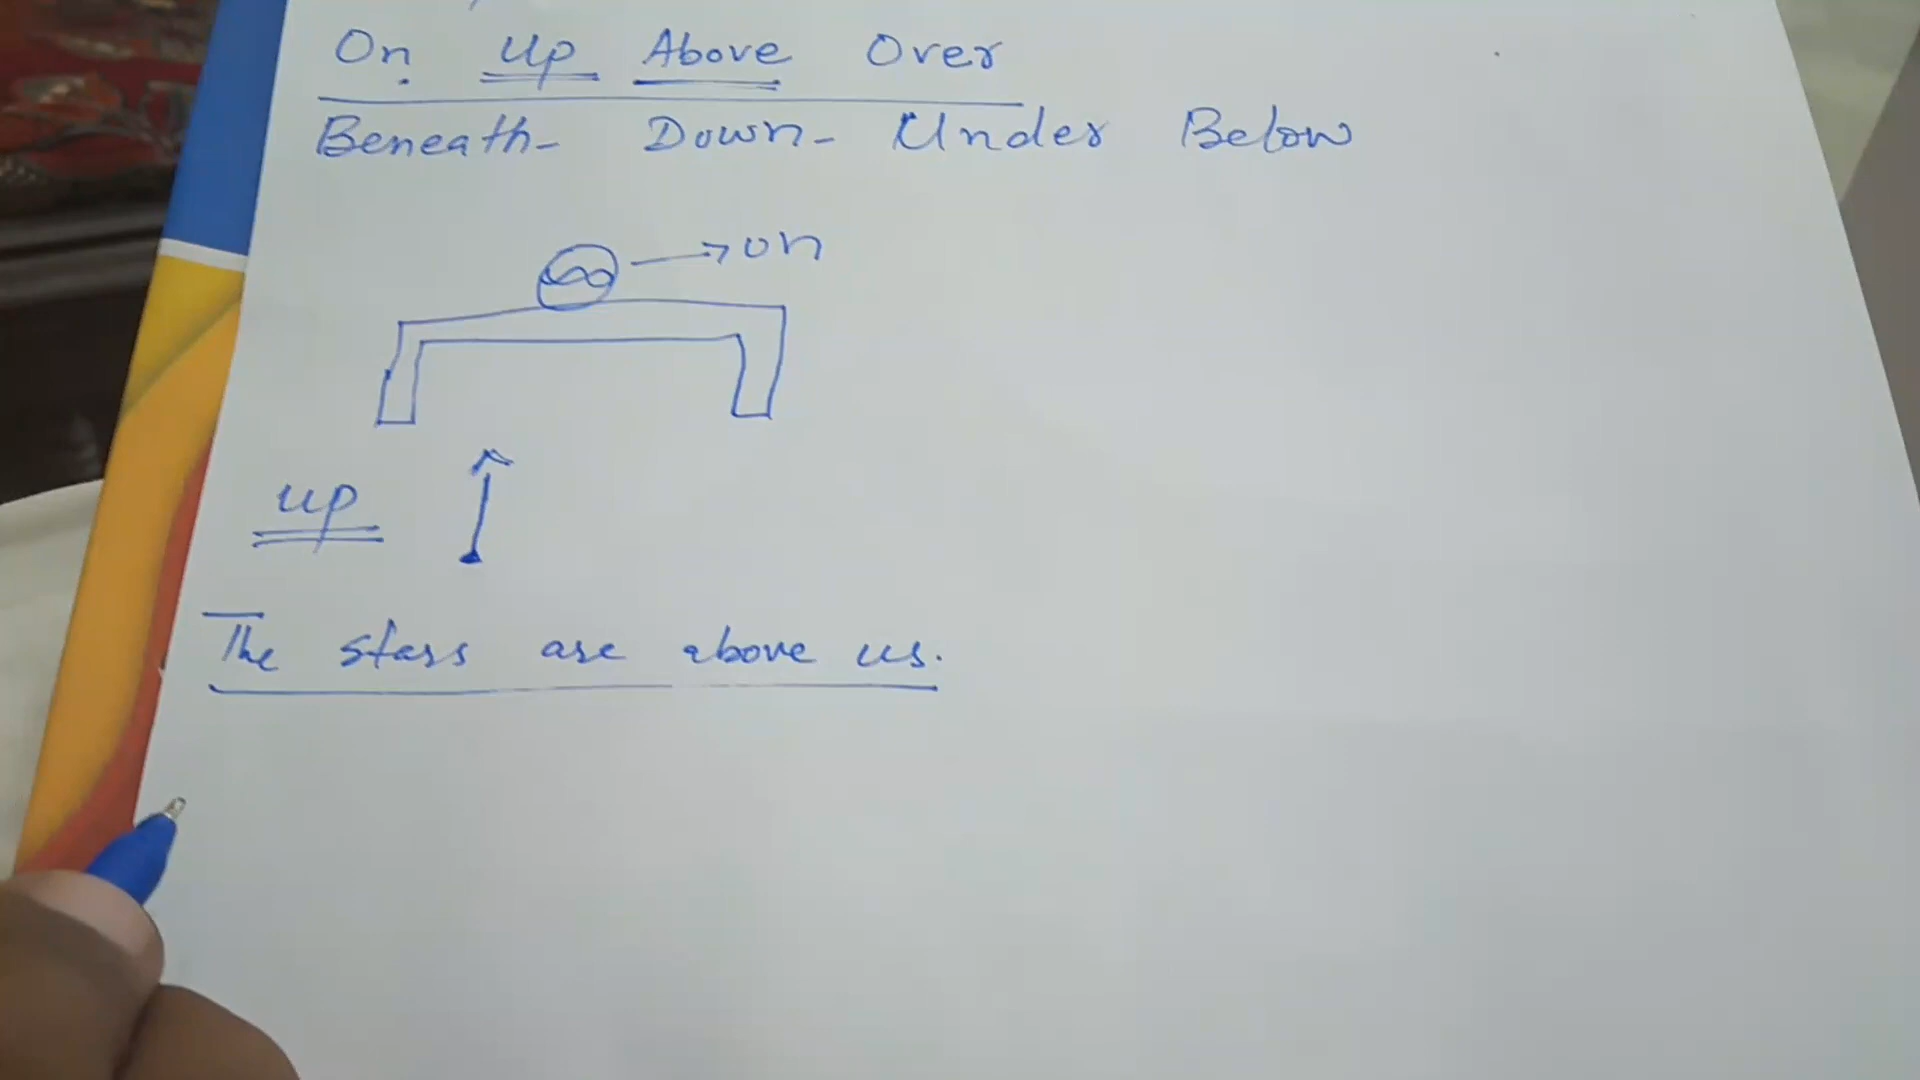 On Up Above Over
Beneath- Down- Under Below
on
up
The stars are above us.